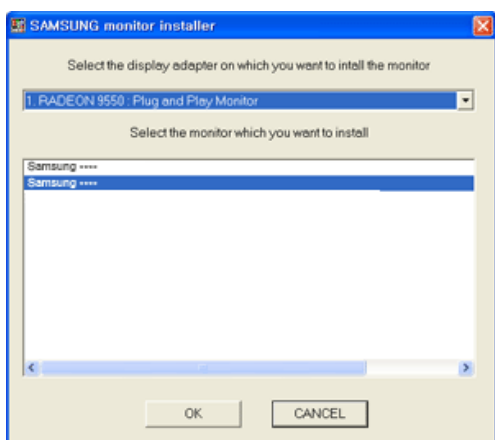 SAMSUNG monitor installer
Select the display adapter on which you want to intall the monitor
1. RADEON 9550 : Plug and Play Monitor
Select the monitor which you want to install
Samsung ----
Samsung ----
OK
CANCEL